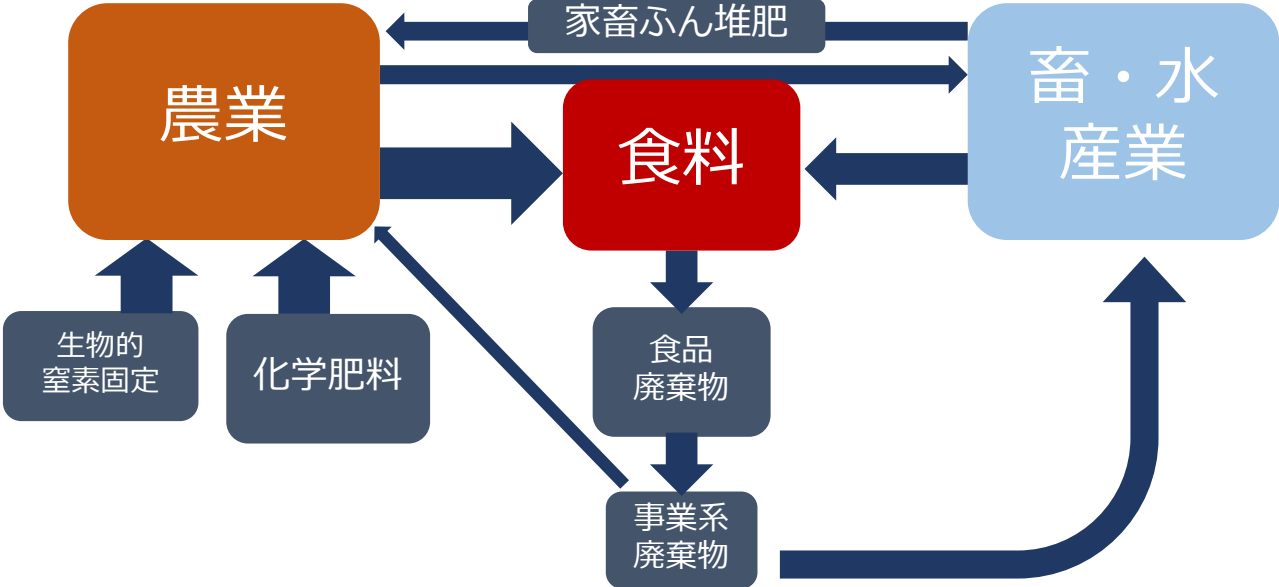 家畜ふん堆肥
農業
畜・水
産業
食料
生物的
窒素固定
化学肥料
食品
廃棄物
事業系
廃棄物